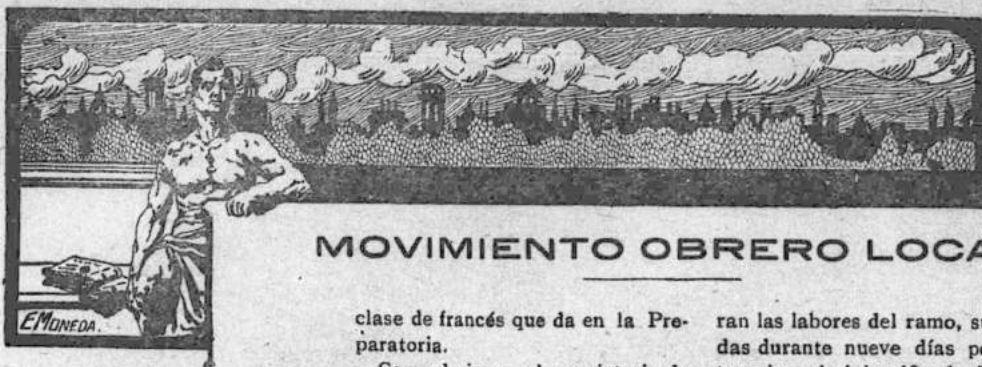 MOVIMIENTO OBRERO LOCA
EMONEDA.
clase de francés que da en la Pre-
paratoria.
ran las labores del ramo, su
das durante nueve días p